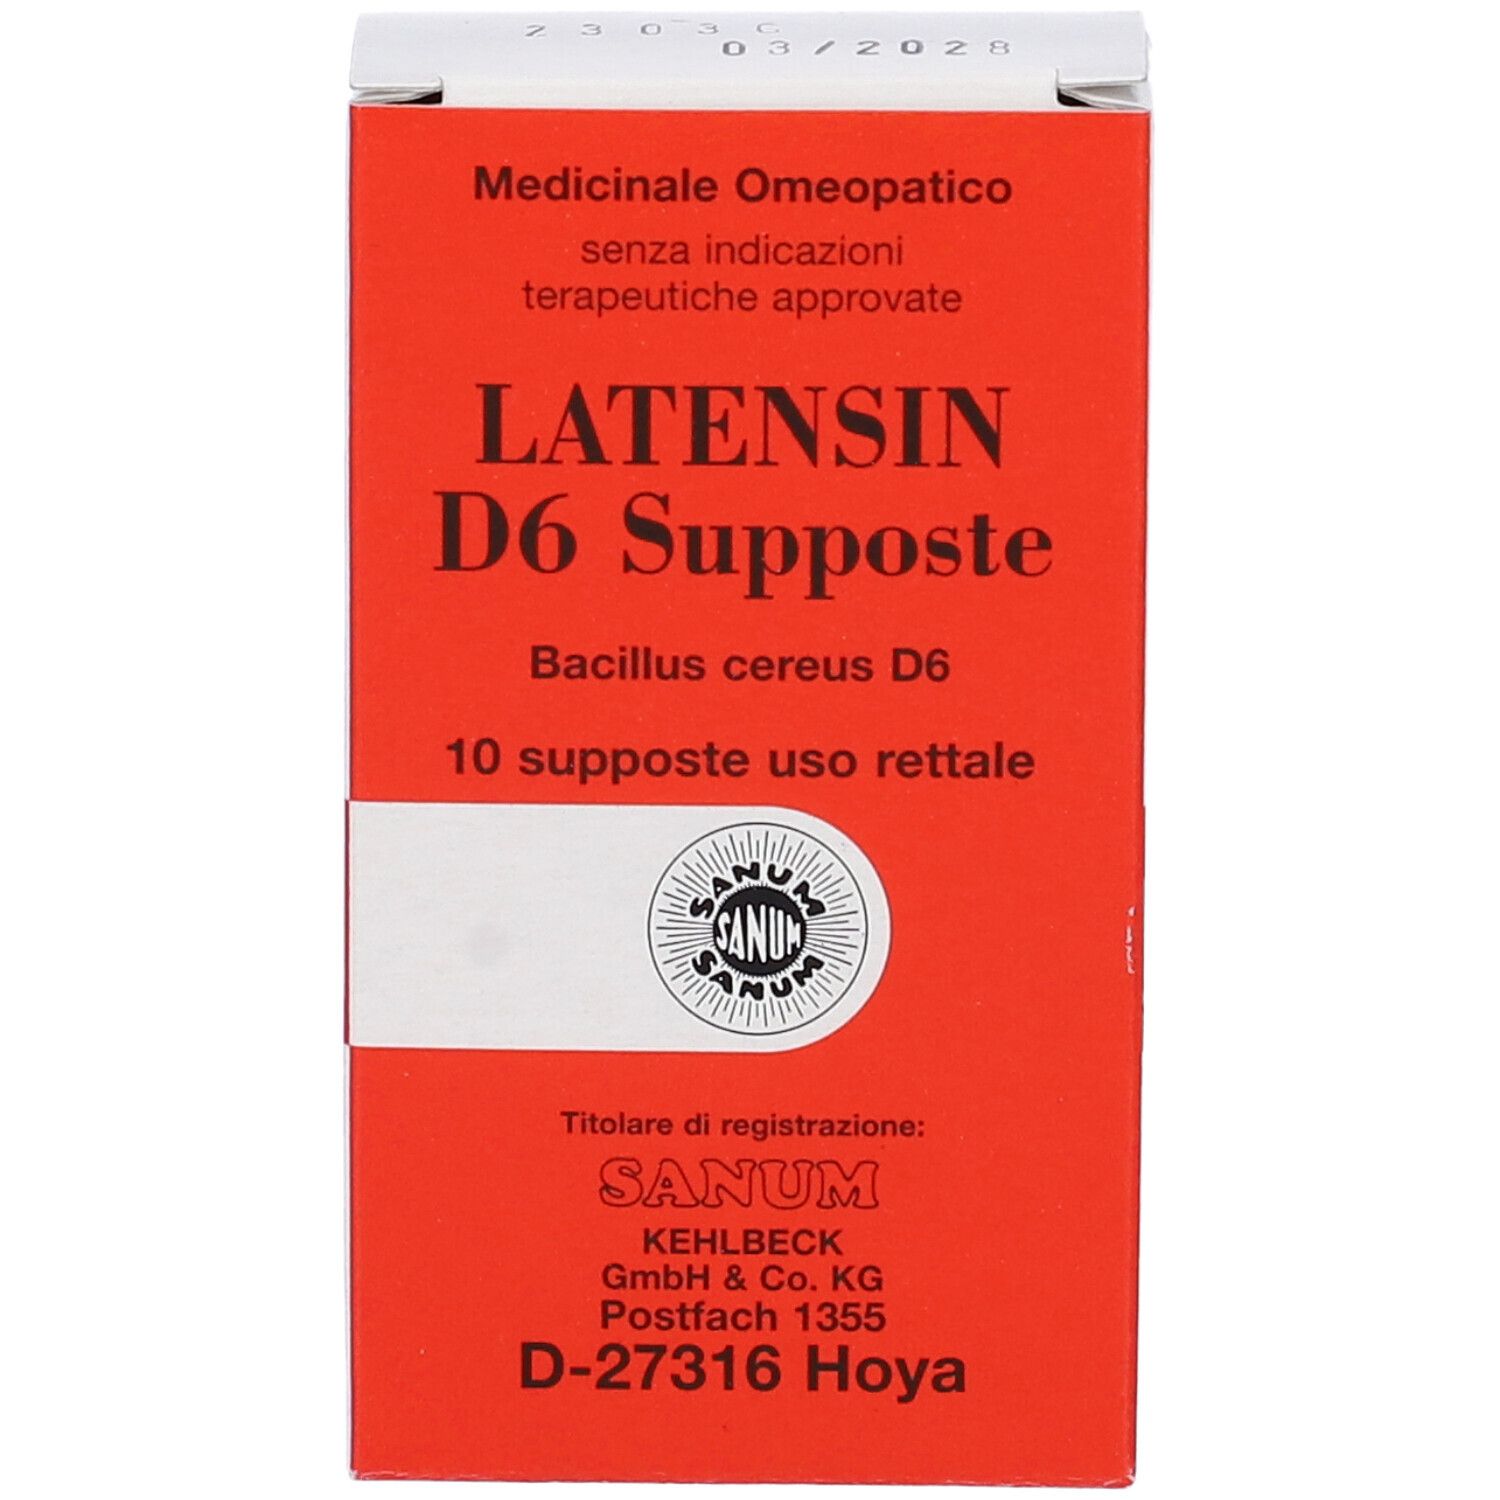 23036
03/2028
Medicinale Omeopatico
senza indicazioni
terapeutiche approvate
LATENSIN
D6 Supposte
Bacillus cereus D6
10 supposte uso rettale
SANUM
SANUM
SANUM
Titolare di registrazione:
SANUM
KEHLBECK
GmbH & Co. KG
Postfach 1355
D-27316 Hoya